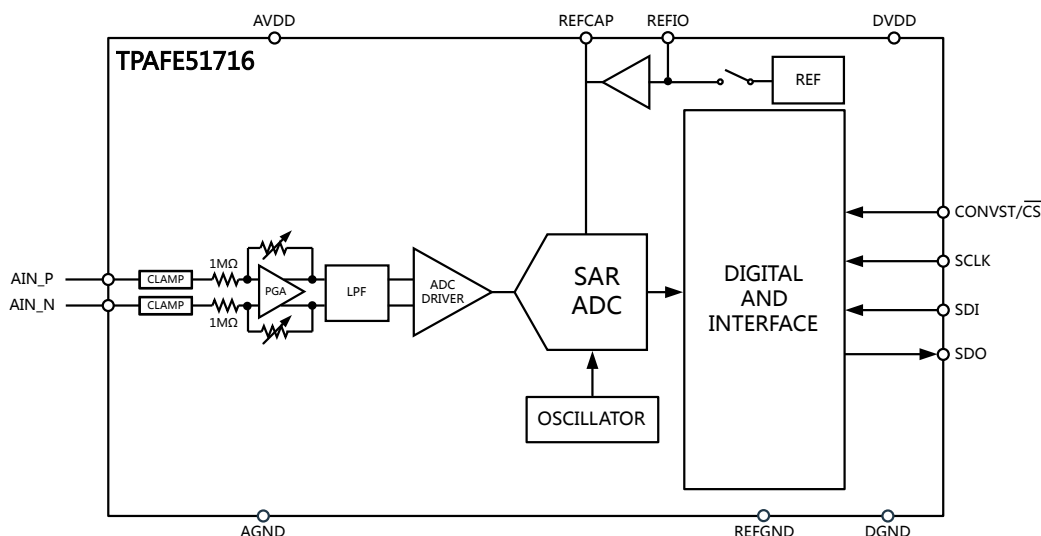 AVDD
REFCAP
REFIO
DVDD
TPAFE51716
REF
CONVST/CS
SCLK
SDI
SDO
AIN_P
AIN_N
CLAMP
CLAMP
1MΩ
1MΩ
PGA
LPF
ADC
DRIVER
SAR
ADC
DIGITAL
AND
INTERFACE
OSCILLATOR
AGND
REFGND
DGND